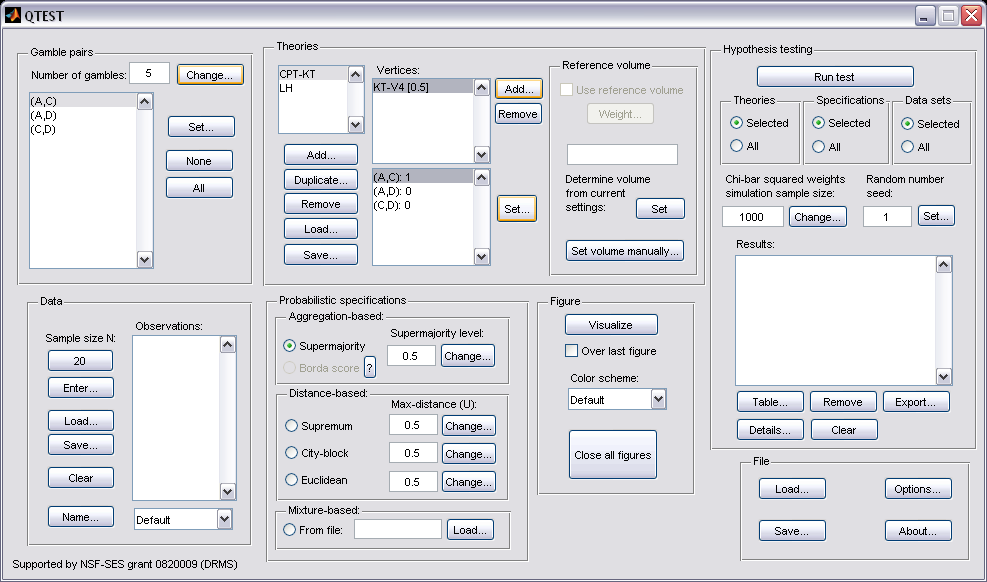 QTEST
Gamble pairs
Number of gambles: 5 Change...
(A,C)
(A,D)
(C,D)
Set...
None
All
Theories
CPT-KT
LH
Add...
Duplicate...
Remove
Load...
Save...
Vertices:
KT-V4 [0.5]
Add...
Remove
(A,C): 1
(A,D): 0
(C,D): 0
Set...
Reference volume
Use reference volume
Weight...
Determine volume
from current
settings:
Set
Set volume manually...
Hypothesis testing
Run test
Theories
Selected
All
Specifications
Selected
All
Data sets
Selected
All
Chi-bar squared weights
simulation sample size:
1000 Change...
Random number
seed:
1 Set...
Results:
Table... Remove Export...
Details... Clear
Data
Sample size N:
20
Enter...
Load...
Save...
Clear
Name...
Observations:
Default
Probabilistic specifications
Aggregation-based:
Supermajority
Borda score ?
Supermajority level:
0.5 Change...
Distance-based:
Max-distance (U):
Supremum 0.5 Change...
City-block 0.5 Change...
Euclidean 0.5 Change...
Mixture-based:
From file: Load...
Figure
Visualize
Over last figure
Color scheme:
Default
Close all figures
File
Load... Options...
Save... About...
Supported by NSF-SES grant 0820009 (DRMS)